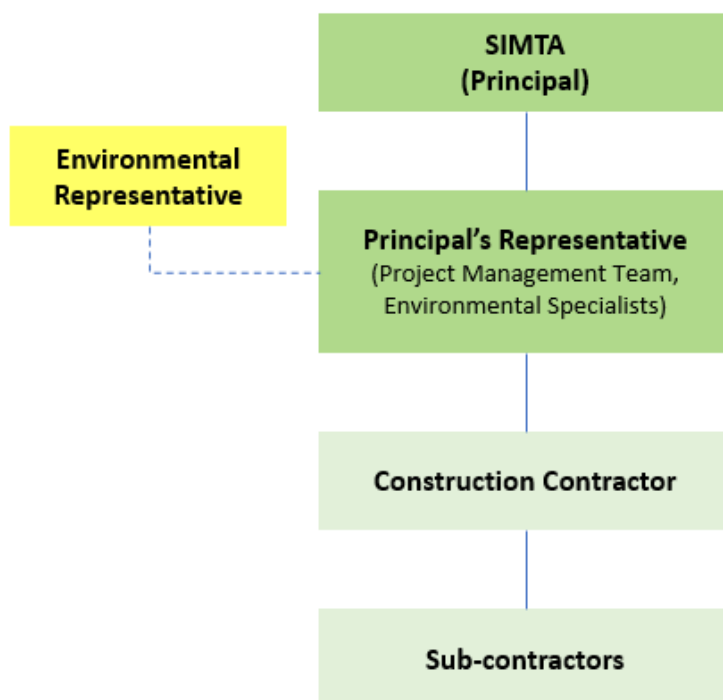 SIMTA
(Principal)
Environmental
Representative
Principal’s Representative
(Project Management Team,
Environmental Specialists)
Construction Contractor
Sub-contractors